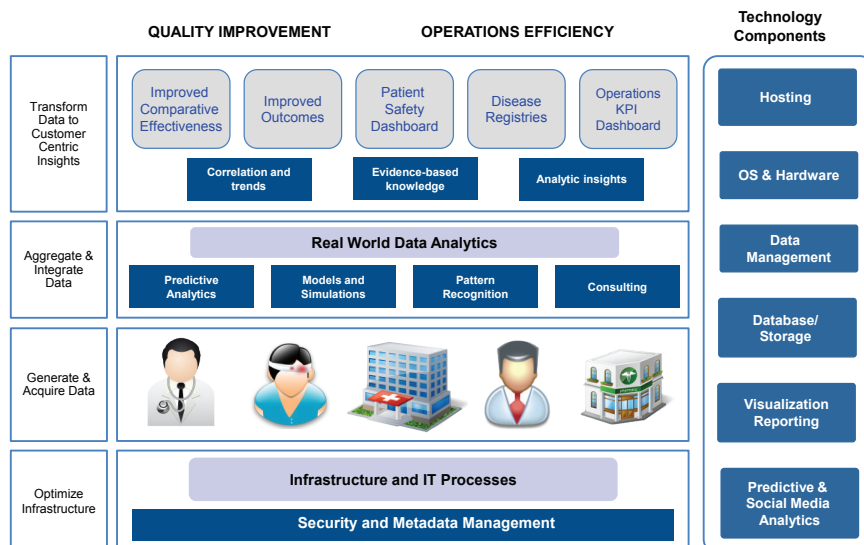 QUALITY IMPROVEMENT
OPERATIONS EFFICIENCY
Technology
Components
Transform
Data to
Customer
Centric
Insights
Improved
Comparative
Effectiveness
Improved
Outcomes
Patient
Safety
Dashboard
Disease
Registries
Operations
KPI
Dashboard
Correlation and
trends
Evidence-based
knowledge
Analytic insights
Aggregate &
Integrate
Data
Real World Data Analytics
Predictive
Analytics
Models and
Simulations
Pattern
Recognition
Consulting
Generate &
Acquire Data
Optimize
Infrastructure
Infrastructure and IT Processes
Security and Metadata Management
Hosting
OS & Hardware
Data
Management
Database/
Storage
Visualization
Reporting
Predictive &
Social Media
Analytics